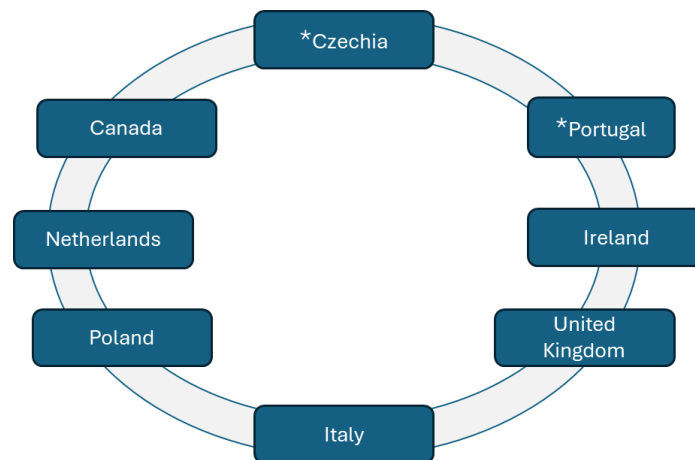 *Czechia
Canada
*Portugal
Netherlands
Ireland
Poland
United
Kingdom
Italy